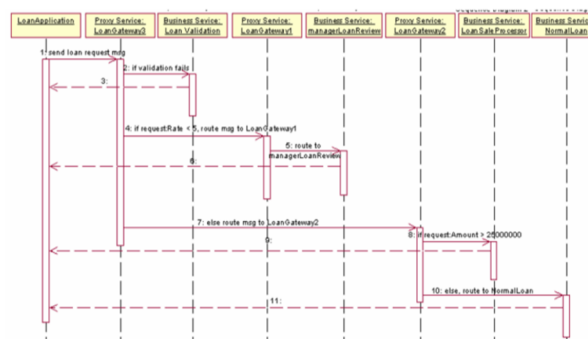 LoanApplication
Proxy Service:
LoanGateway3
Business Sevice:
Loan Validation
Proxy Service:
LoanGateway1
Business Service:
managerLoanReview
Proxy Service:
LoanGateway2
Business Service:
LoanSaleProcessor
Business Service:
NormalLoan
1: send loan request msg
2: if validation fails
3:
4: if request:Rate < 5, route msg to LoanGateway1
5: route to
managerLoanReview
6:
7: else route msg to LoanGateway2
8: if request:Amount > 25000000
9:
10: else, route to NormalLoan
11: